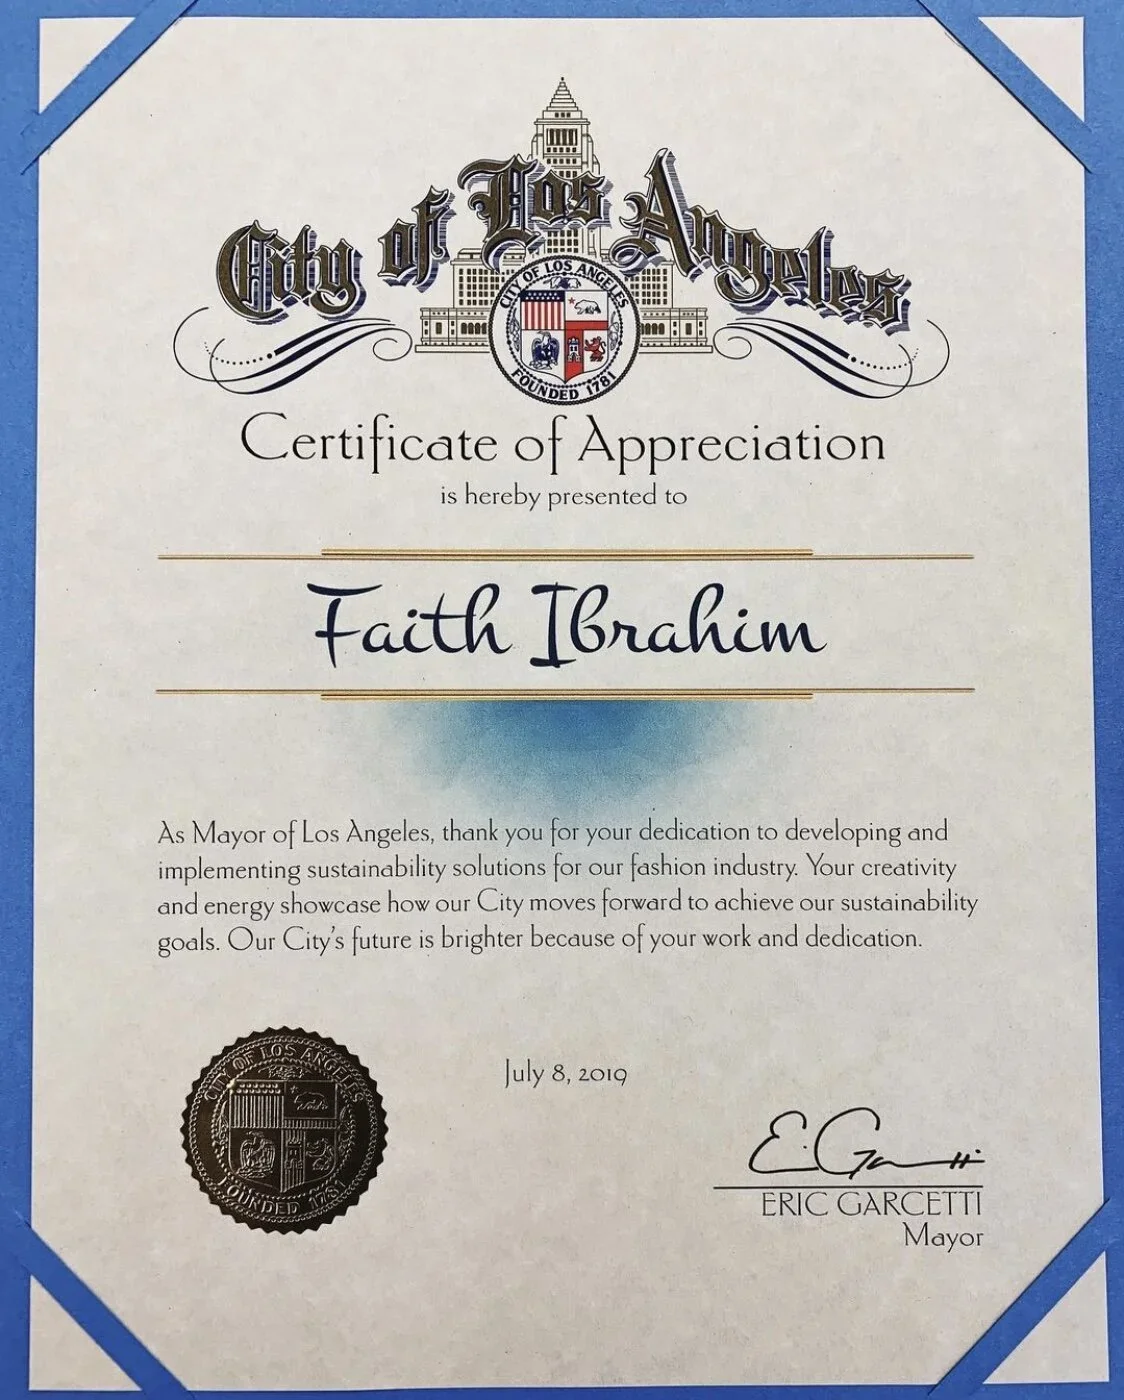 City of Los Angeles
CITY OF LOS ANGELES
FOUNDED 1781
Certificate of Appreciation
is hereby presented to
Faith Ibrahim
As Mayor of Los Angeles, thank you for your dedication to developing and
implementing sustainability solutions for our fashion industry. Your creativity
and energy showcase how our City moves forward to achieve our sustainability
goals. Our City's future is brighter because of your work and dedication.
CITY OF LOS ANGELES
FOUNDED 1781
July 8, 2019
ERIC GARCETTI
Mayor